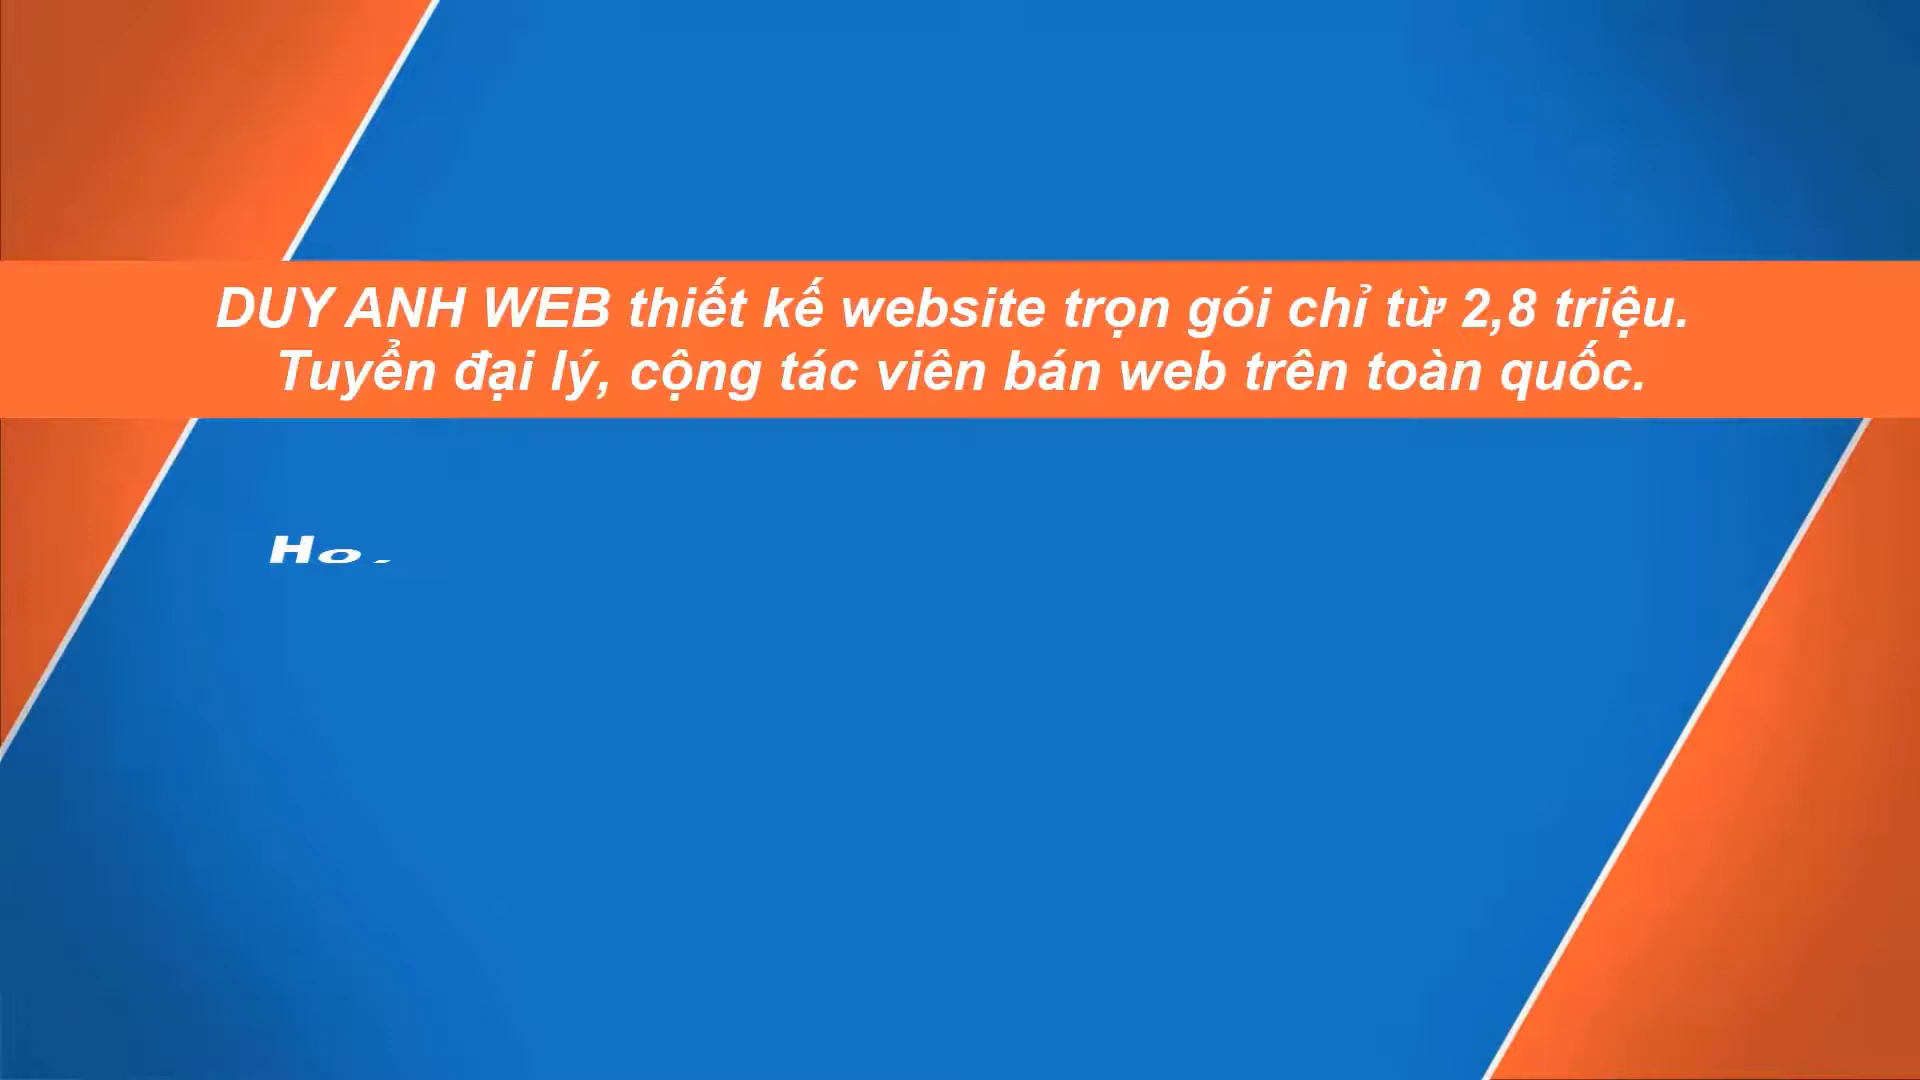 DUY ANH WEB thiết kế website trọn gói chỉ từ 2,8 triệu.
Tuyển đại lý, cộng tác viên bán web trên toàn quốc.
Ho